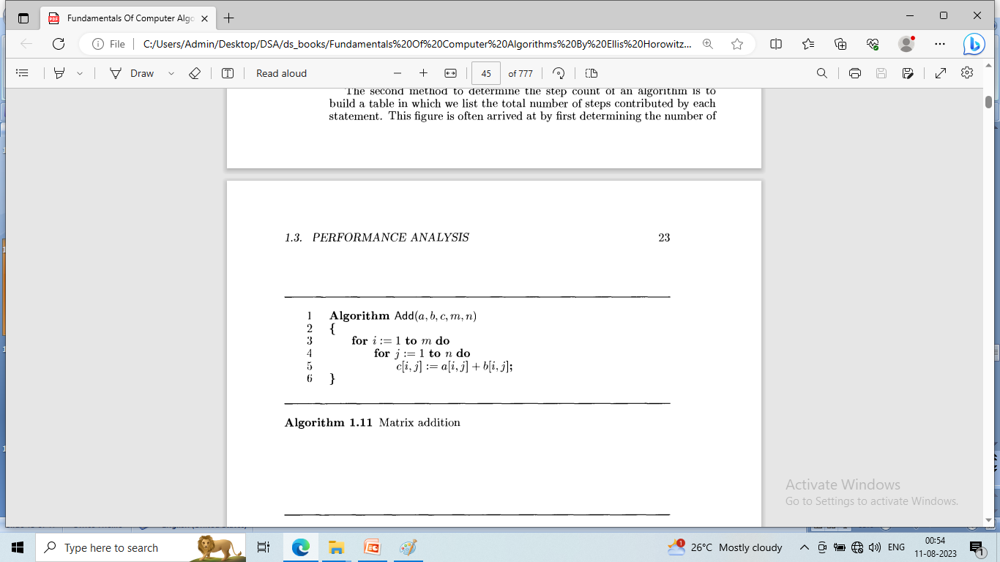 Fundamentals Of Computer Algo
File C:/Users/Admin/Desktop/DSA/ds_books/Fundamentals%20Of%20Computer%20Algorithms%20By%20Ellis%20Horowitz...
Draw Read aloud 45 of 777
The second method to determine the step count of an algorithm is to
build a table in which we list the total number of steps contributed by each
statement. This figure is often arrived at by first determining the number of
1.3. PERFORMANCE ANALYSIS 23
1 Algorithm Add(a, b, c, m, n)
2 {
3 for i := 1 to m do
4 for j := 1 to n do
5 c[i, j] := a[i, j] + b[i, j];
6 }
Algorithm 1.11 Matrix addition
Activate Windows
Go to Settings to activate Windows.
Type here to search 1 26°C Mostly cloudy ENG 00:54
11-08-2023 1